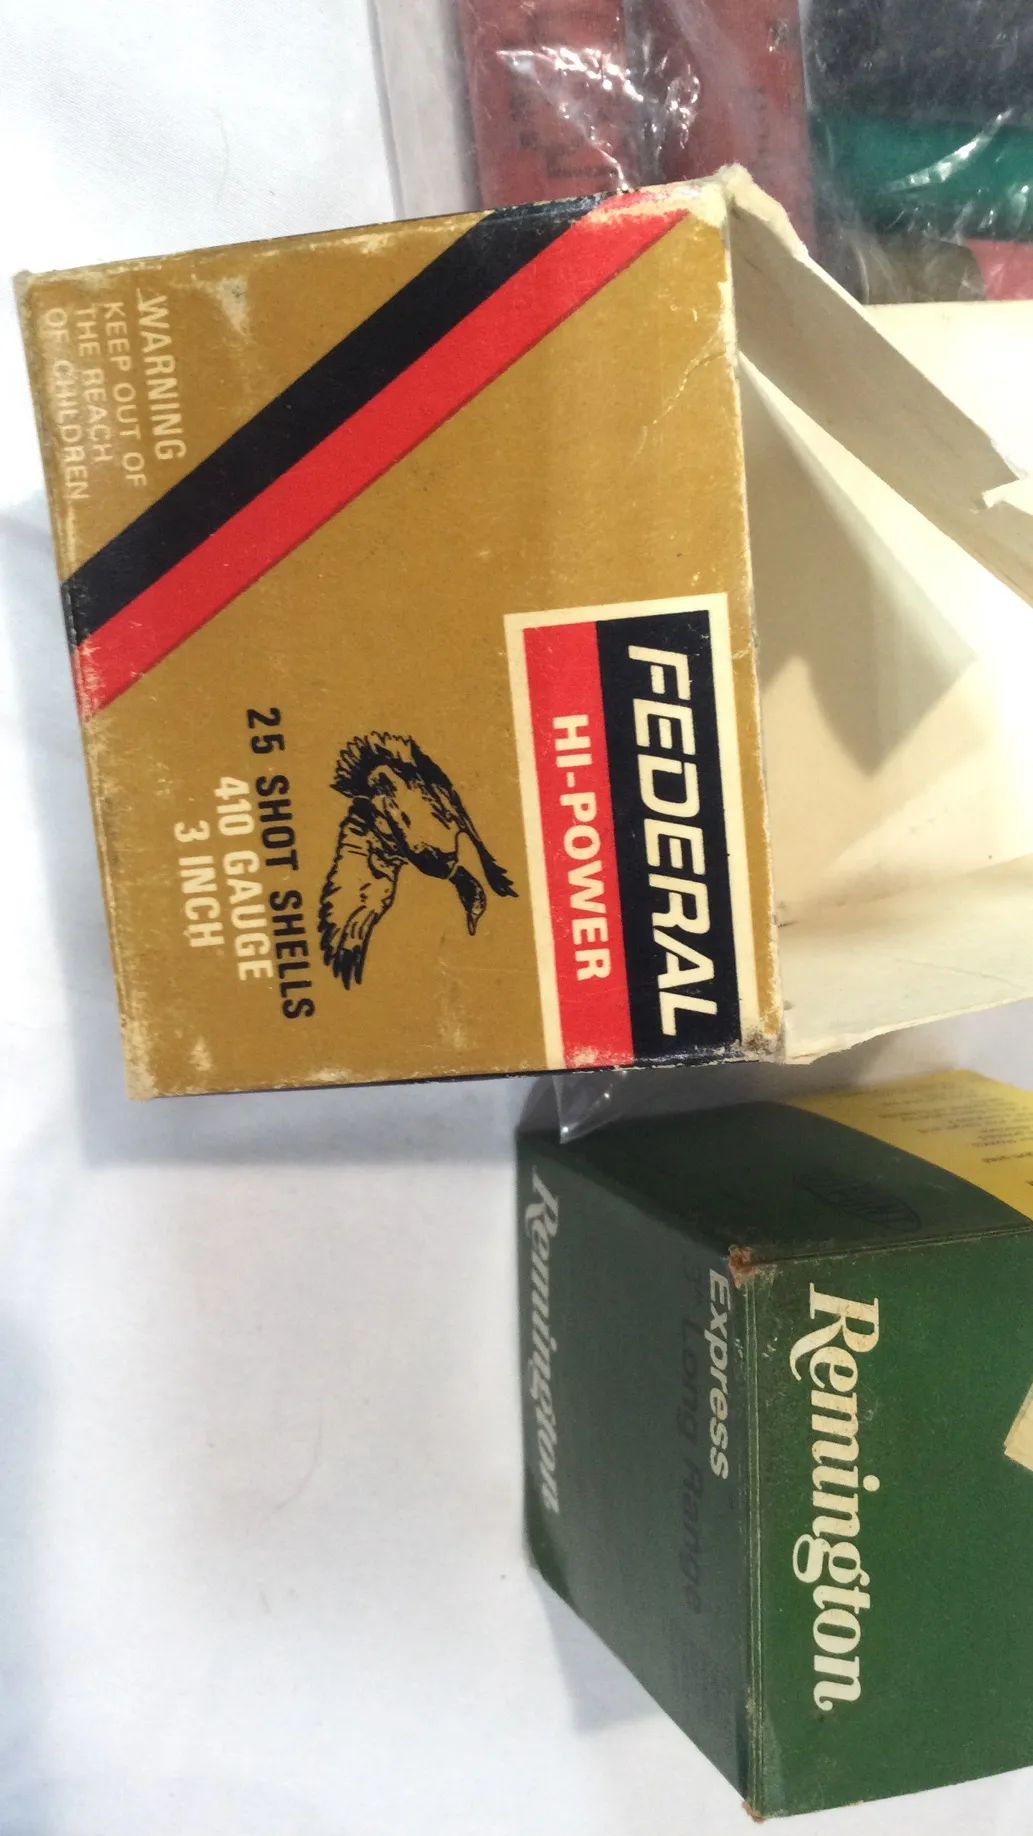 FEDERAL
HI-POWER
25 SHOT SHELLS
410 GAUGE
3 INCH
WARNING
KEEP OUT OF
THE REACH
OF CHILDREN
Remington
Express
Long Range
Remington